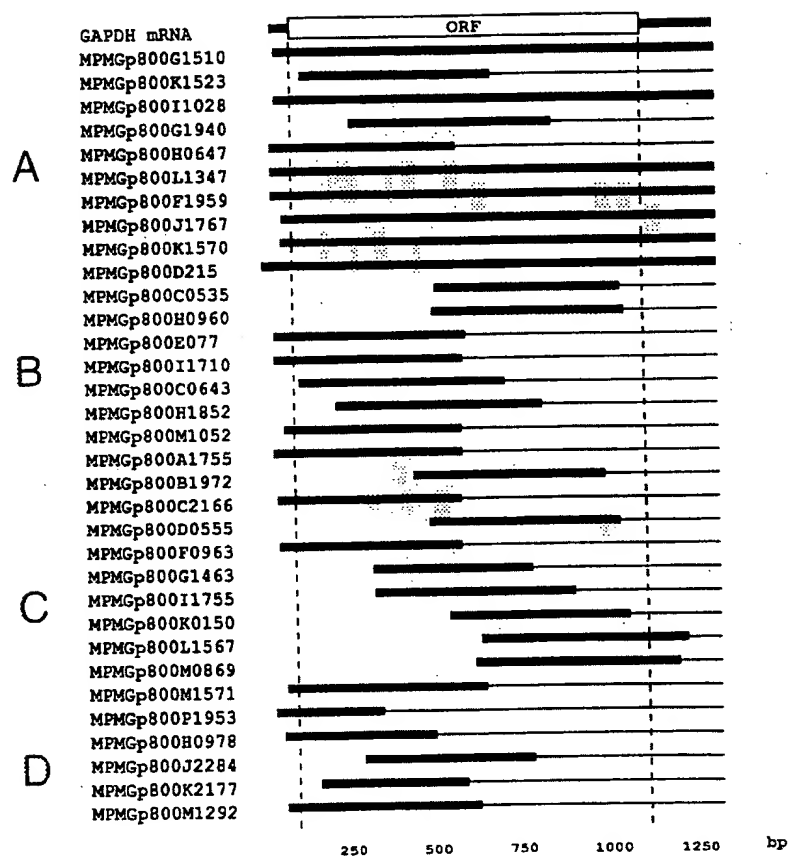 ORF
GAPDH mRNA
MPMGp800G1510
MPMGp800K1523
MPMGp800I1028
MPMGp800G1940
MPMGp800H0647
A
MPMGp800L1347
MPMGp800F1959
MPMGp800J1767
MPMGp800K1570
MPMGp800D215
MPMGp800C0535
MPMGp800H0960
MPMGp800E077
B
MPMGp800I1710
MPMGp800C0643
MPMGp800H1852
MPMGp800M1052
MPMGp800A1755
MPMGp800B1972
MPMGp800C2166
MPMGp800D0555
MPMGp800F0963
MPMGp800G1463
C
MPMGp800I1755
MPMGp800K0150
MPMGp800L1567
MPMGp800M0869
MPMGp800M1571
MPMGp800P1953
MPMGp800H0978
D
MPMGp800J2284
MPMGp800K2177
MPMGp800M1292
250 500 750 1000 1250 bp